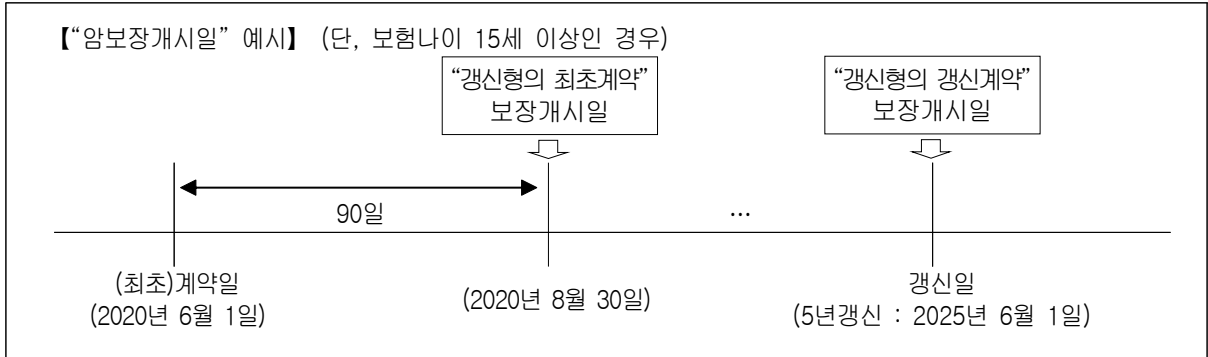 【“암보장개시일” 예시】 (단, 보험나이 15세 이상인 경우)
“갱신형의 최초계약”
보장개시일
“갱신형의 갱신계약”
보장개시일
90일
...
(최초)계약일
(2020년 6월 1일)
(2020년 8월 30일)
갱신일
(5년갱신 : 2025년 6월 1일)